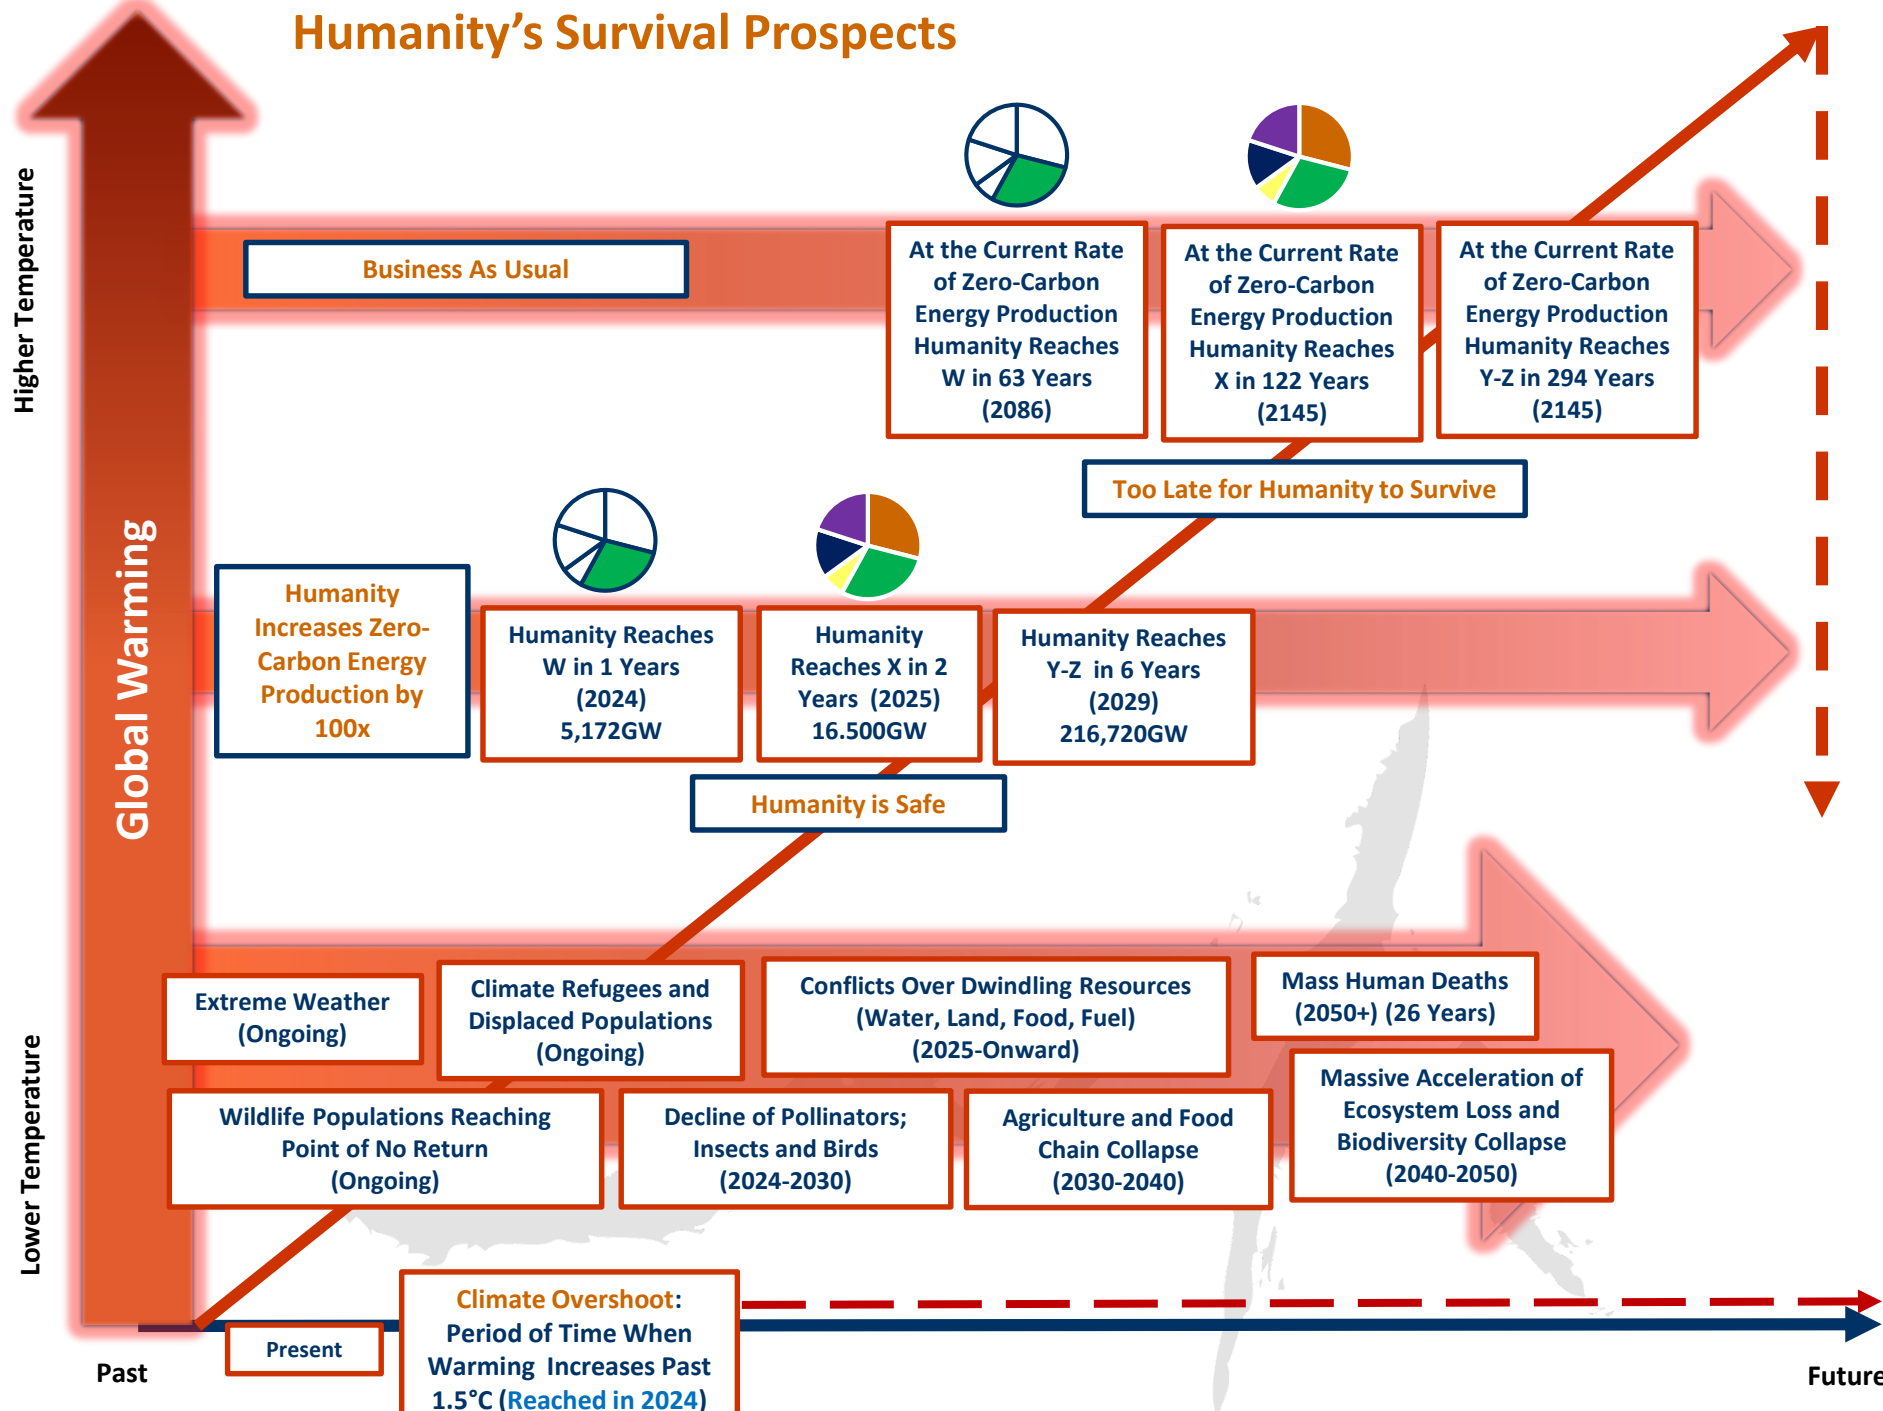 Humanity's Survival Prospects
Higher Temperature
Global Warming
Lower Temperature
Business As Usual
At the Current Rate
of Zero-Carbon
Energy Production
Humanity Reaches
W in 63 Years
(2086)
At the Current Rate
of Zero-Carbon
Energy Production
Humanity Reaches
X in 122 Years
(2145)
At the Current Rate
of Zero-Carbon
Energy Production
Humanity Reaches
Y-Z in 294 Years
(2145)
Too Late for Humanity to Survive
Humanity
Increases Zero-
Carbon Energy
Production by
100x
Humanity Reaches
W in 1 Years
(2024)
5,172GW
Humanity
Reaches X in 2
Years (2025)
16.500GW
Humanity Reaches
Y-Z in 6 Years
(2029)
216,720GW
Humanity is Safe
Extreme Weather
(Ongoing)
Climate Refugees and
Displaced Populations
(Ongoing)
Conflicts Over Dwindling Resources
(Water, Land, Food, Fuel)
(2025-Onward)
Mass Human Deaths
(2050+) (26 Years)
Wildlife Populations Reaching
Point of No Return
(Ongoing)
Decline of Pollinators;
Insects and Birds
(2024-2030)
Agriculture and Food
Chain Collapse
(2030-2040)
Massive Acceleration of
Ecosystem Loss and
Biodiversity Collapse
(2040-2050)
Climate Overshoot:
Period of Time When
Warming Increases Past
1.5°C (Reached in 2024)
Present
Past
Future